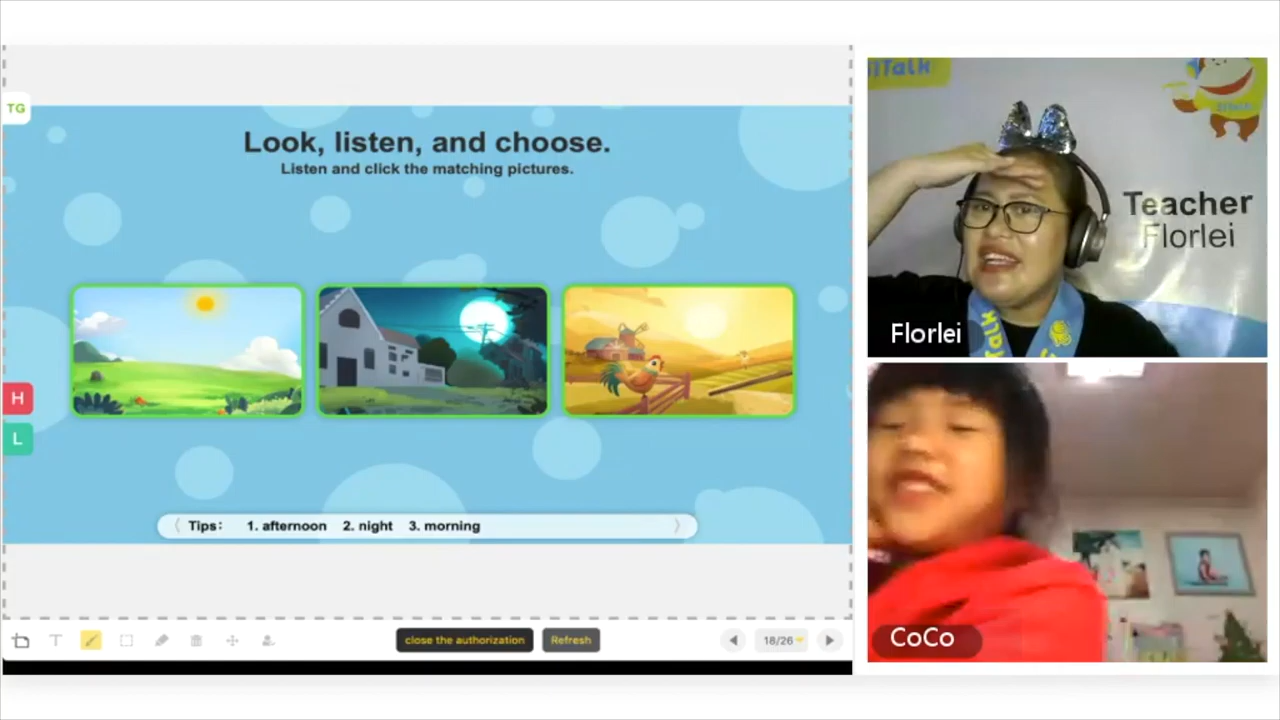 TG
Look, listen, and choose.
Listen and click the matching pictures.
H
L
Tips: 1. afternoon 2. night 3. morning
close the authorization
Refresh
18/26
Teacher
Florlei
Florlei
CoCo